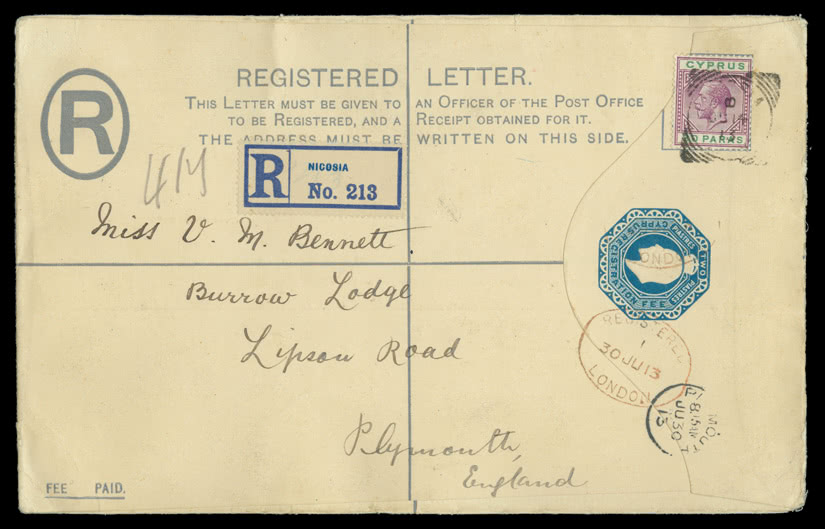 REGISTERED LETTER.
THIS LETTER MUST BE GIVEN TO AN OFFICER OF THE POST OFFICE
TO BE REGISTERED, AND A RECEIPT OBTAINED FOR IT.
THE ADDRESS MUST BE WRITTEN ON THIS SIDE.
R
CYPRUS
PARAS
R
NICOSIA
No. 213
Miss V. M. Bennett
Burrow Lodge
Lipson Road
Plymouth,
England
TWO PIASTRES
CYPRUS REGISTRATION FEE
PIASTRES
LONDON
REGISTERED
1
30 JU 13
LONDON
JU 30
13
FEE PAID.